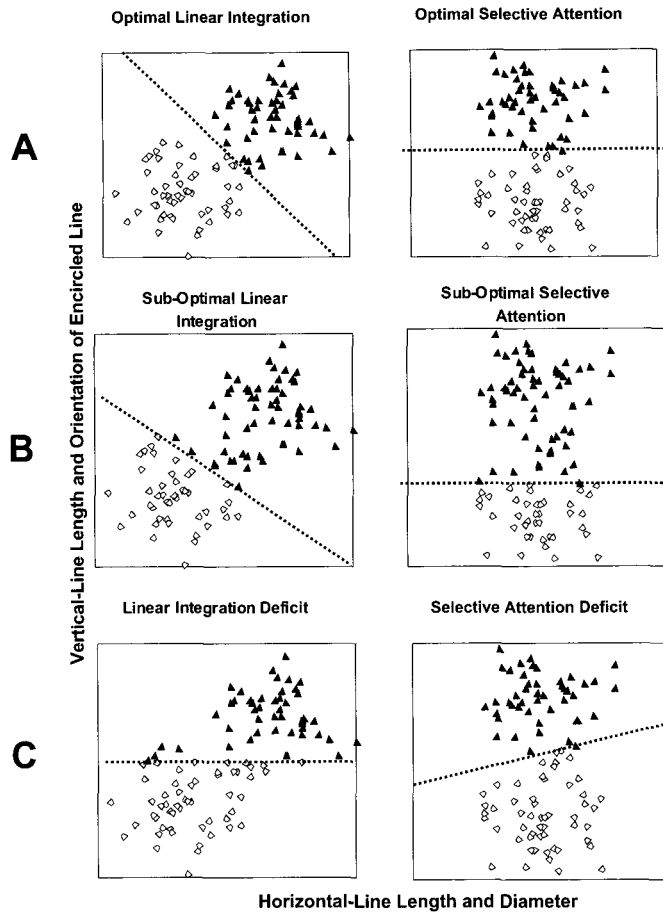 Optimal Linear Integration
Optimal Selective Attention
A
Sub-Optimal Linear
Integration
Sub-Optimal Selective
Attention
B
Vertical-Line Length and Orientation of Encircled Line
Linear Integration Deficit
Selective Attention Deficit
C
Horizontal-Line Length and Diameter